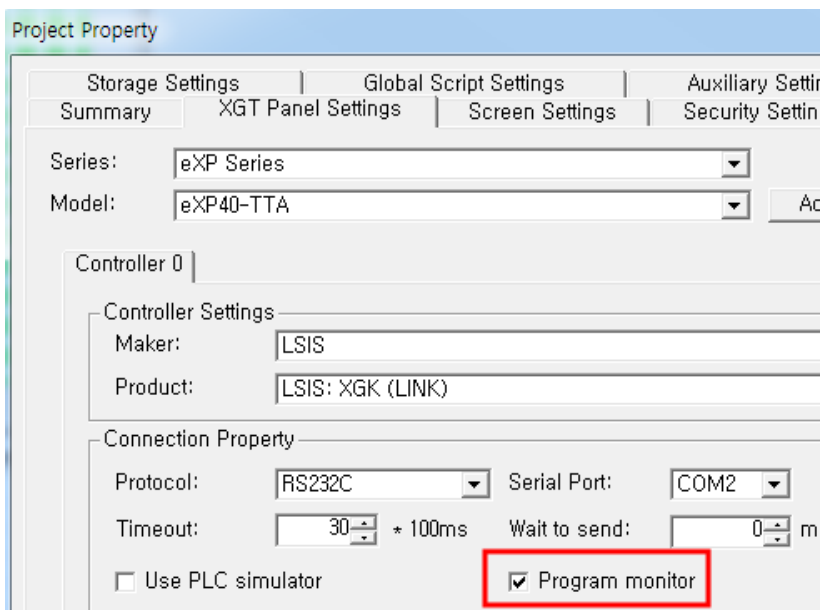 Project Property
Storage Settings Global Script Settings Auxiliary Settin
Summary XGT Panel Settings Screen Settings Security Settin
Series: eXP Series
Model: eXP40-TTA Ad
Controller 0
Controller Settings
Maker: LSIS
Product: LSIS: XGK (LINK)
Connection Property
Protocol: RS232C Serial Port: COM2
Timeout: 30 * 100ms Wait to send: 0 m
Use PLC simulator Program monitor